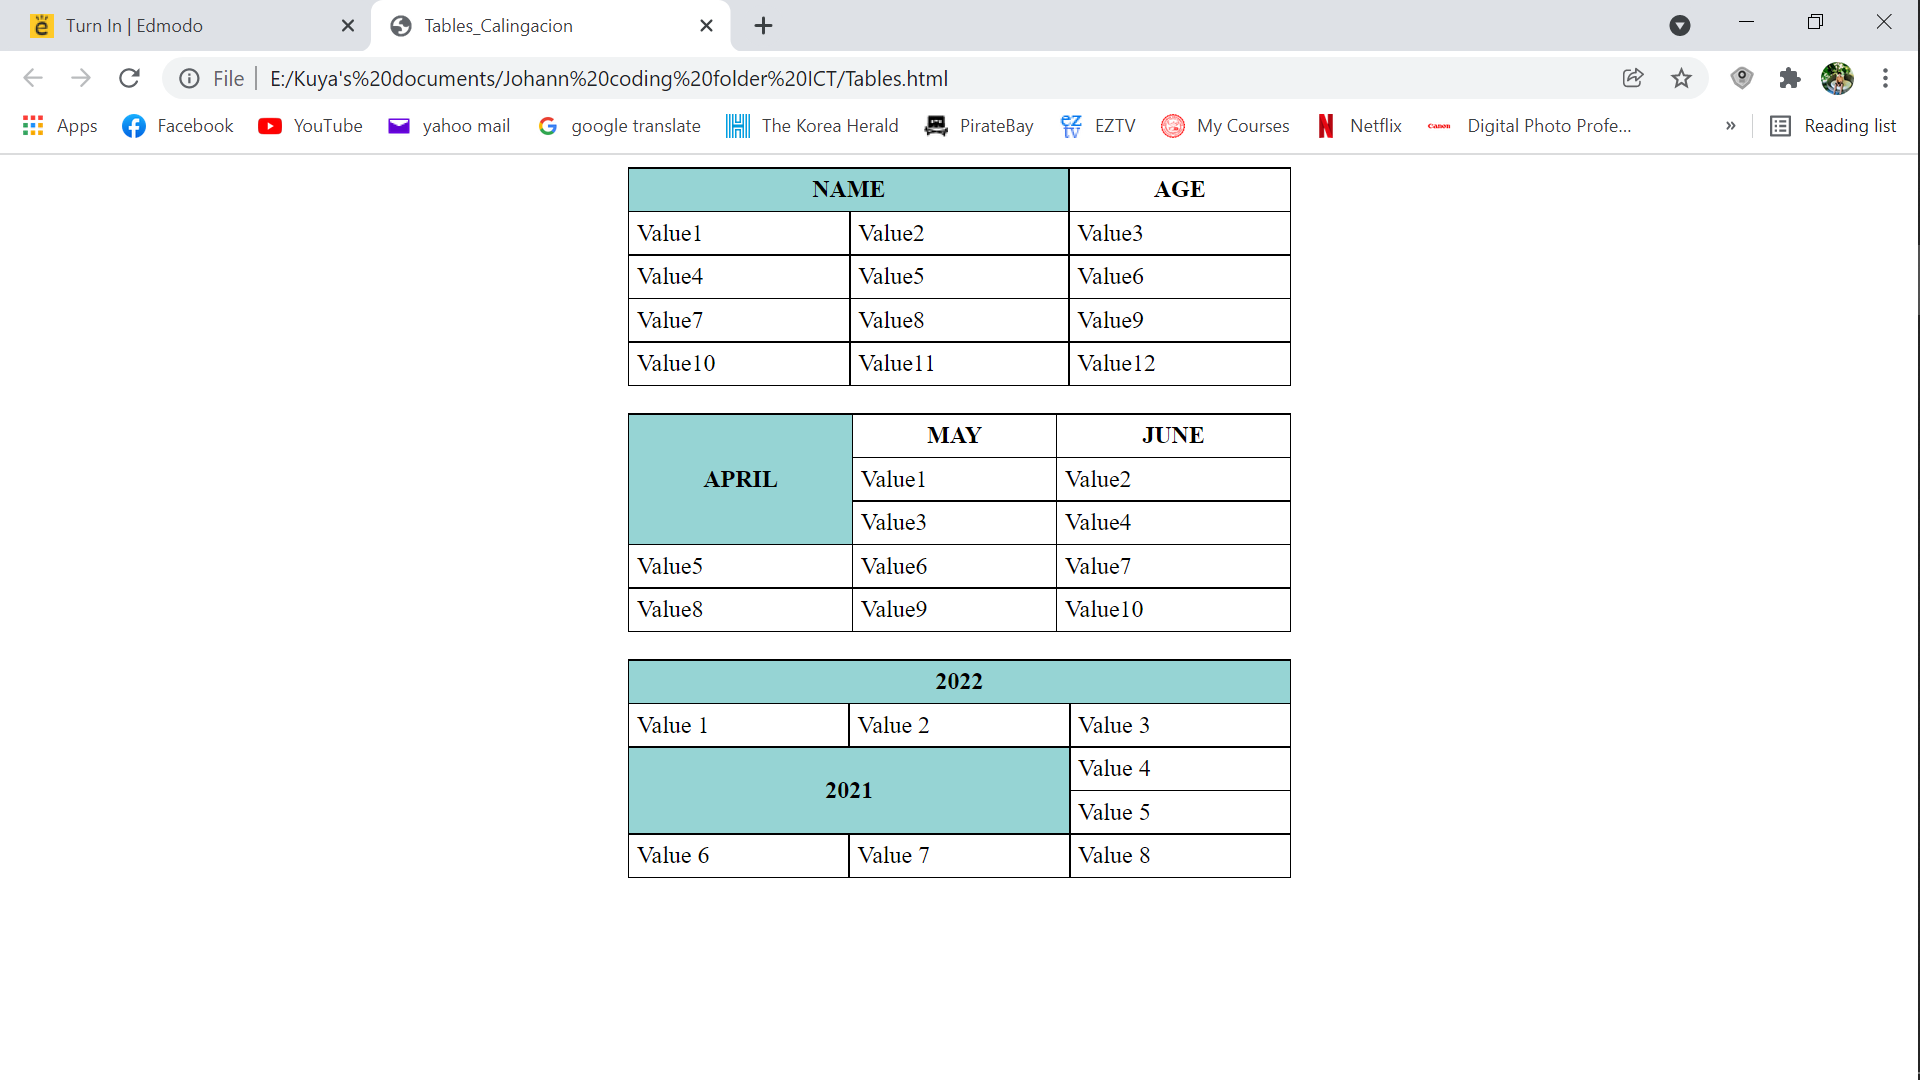 Turn In | Edmodo
Tables_Calingacion
File | E:/Kuya's%20documents/Johann%20coding%20folder%20ICT/Tables.html
Apps Facebook YouTube yahoo mail google translate The Korea Herald PirateBay EZTV My Courses Netflix Canon Digital Photo Profe... » Reading list
NAME AGE
Value1 Value2 Value3
Value4 Value5 Value6
Value7 Value8 Value9
Value10 Value11 Value12
MAY JUNE
APRIL Value1 Value2
Value3 Value4
Value5 Value6 Value7
Value8 Value9 Value10
2022
Value 1 Value 2 Value 3
2021 Value 4
Value 5
Value 6 Value 7 Value 8